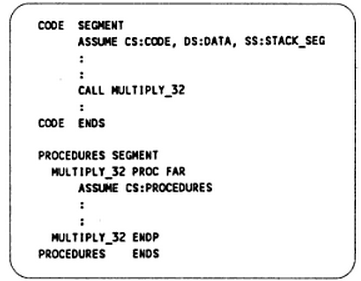 CODE SEGMENT
ASSUME CS:CODE, DS:DATA, SS:STACK_SEG
:
:
CALL MULTIPLY_32
:
CODE ENDS
PROCEDURES SEGMENT
MULTIPLY_32 PROC FAR
ASSUME CS:PROCEDURES
:
:
MULTIPLY_32 ENDP
PROCEDURES ENDS